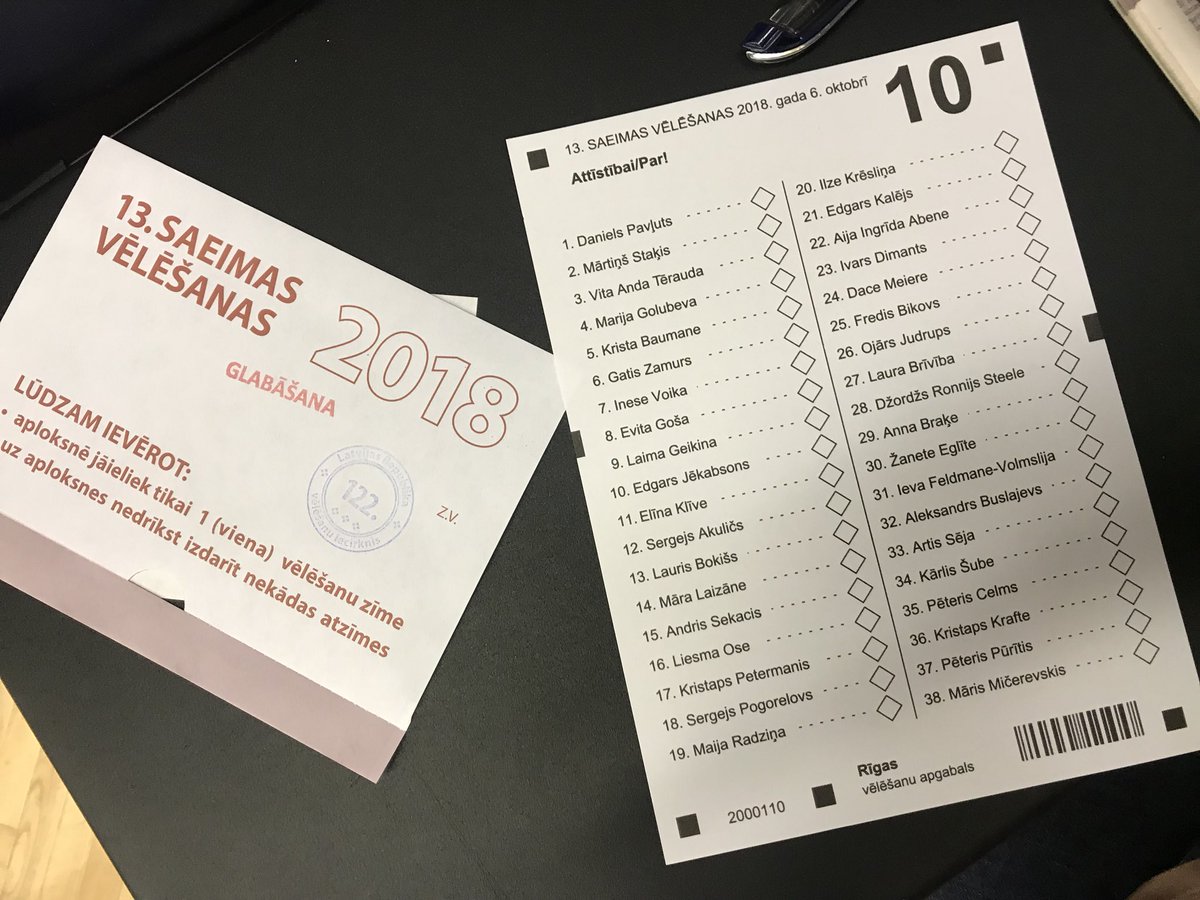 13. SAEIMAS
VĒLĒŠANAS
2018
GLABĀŠANA
LŪDZAM IEVĒROT:
• aploksnē jāieliek tikai 1 (viena) vēlēšanu zīme
uz aploksnes nedrīkst izdarīt nekādas atzīmes
Latvijas Republika
122.
vēlēšanu iecirknis
Z.V.
13. SAEIMAS VĒLĒŠANAS 2018. gada 6. oktobrī
10
Attīstībai/Par!
1. Daniels Pavļuts
2. Mārtiņš Staķis
3. Vita Anda Tērauda
4. Marija Golubeva
5. Krista Baumane
6. Gatis Zamurs
7. Inese Voika
8. Evita Goša
9. Laima Geikina
10. Edgars Jēkabsons
11. Elīna Klīve
12. Sergejs Akuličs
13. Lauris Bokišs
14. Māra Laizāne
15. Andris Sekacis
16. Liesma Ose
17. Kristaps Petermanis
18. Sergejs Pogorelovs
19. Maija Radziņa
20. Ilze Krēsliņa
21. Edgars Kalējs
22. Aija Ingrīda Abene
23. Ivars Dimants
24. Dace Meiere
25. Fredis Bikovs
26. Ojārs Judrups
27. Laura Brīvība
28. Džordžs Ronnijs Steele
29. Anna Braķe
30. Žanete Eglīte
31. Ieva Feldmane-Volmslija
32. Aleksandrs Buslajevs
33. Artis Sēja
34. Kārlis Šube
35. Pēteris Celms
36. Kristaps Krafte
37. Pēteris Pūrītis
38. Māris Mičerevskis
2000110
Rīgas
vēlēšanu apgabals